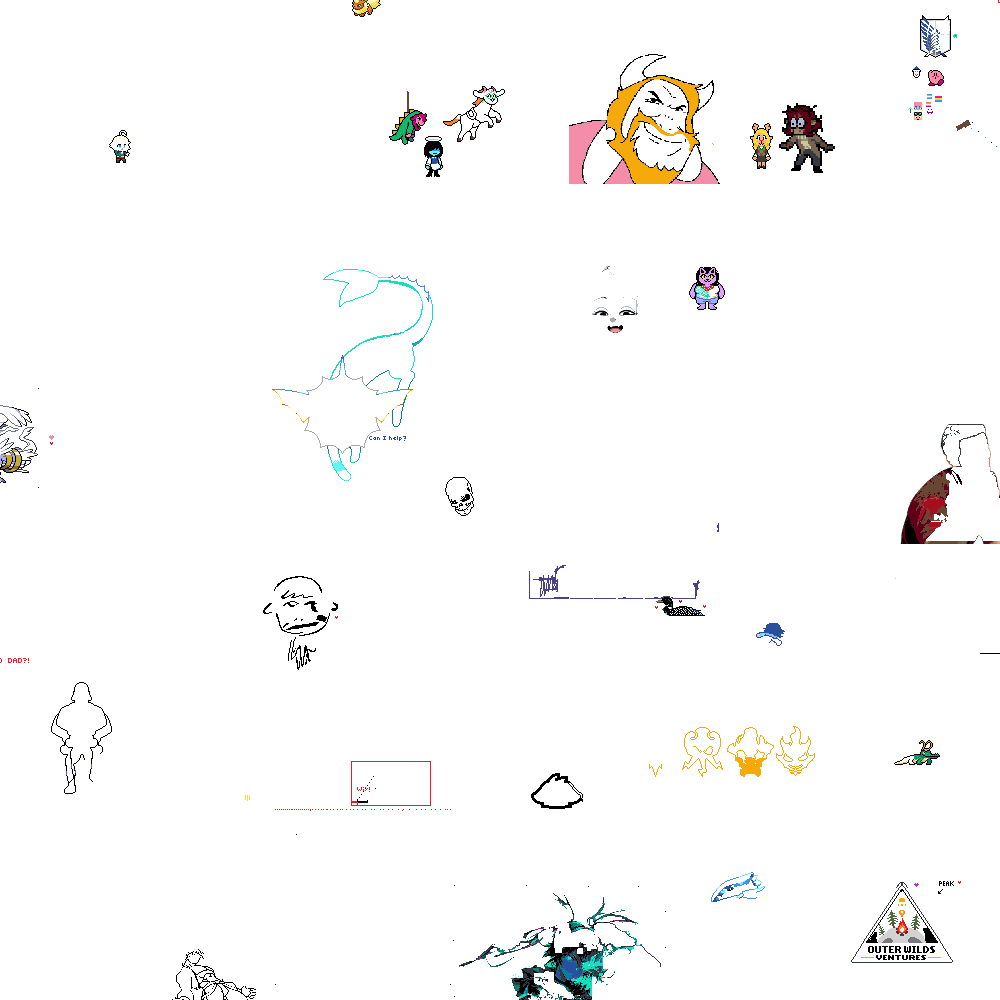 Can I help?
D DAD?!
WIP!
PEAK
OUTER WILDS
VENTURES